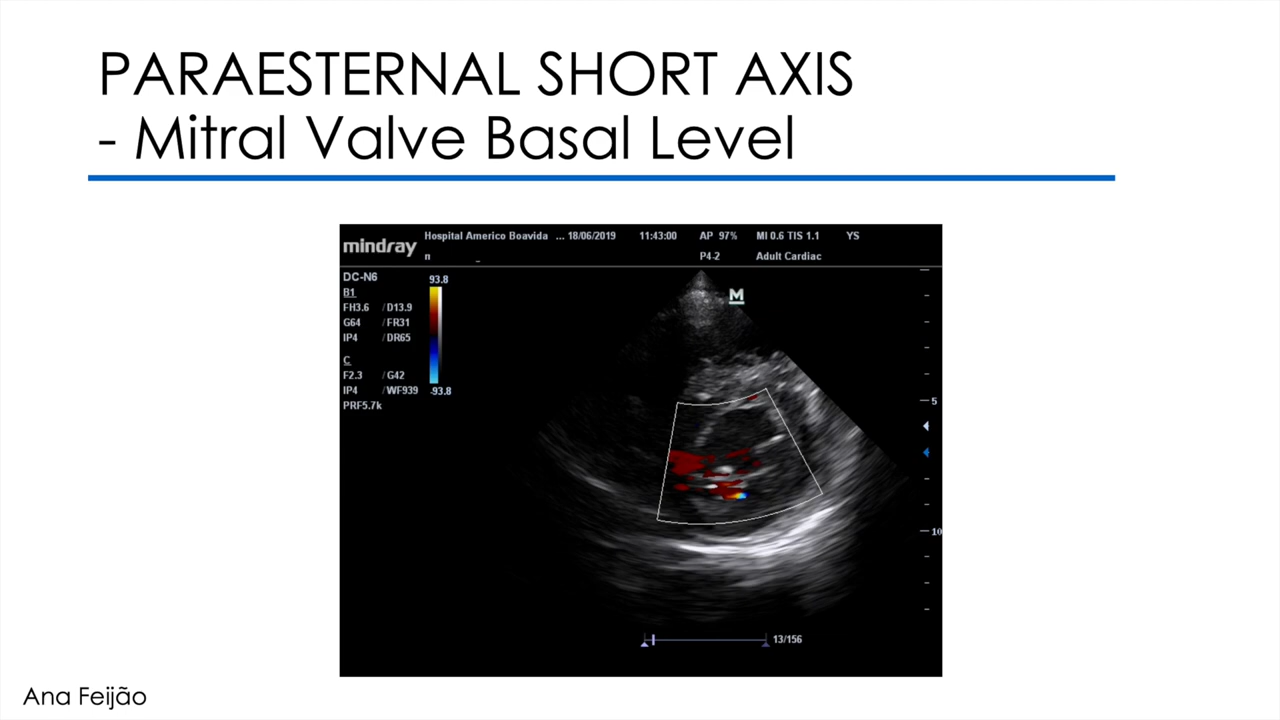 PARAESTERNAL SHORT AXIS
- Mitral Valve Basal Level
mindray
Hospital Americo Boavida ... 18/06/2019 11:43:00 AP 97% MI 0.6 TIS 1.1 YS
n _ P4-2 Adult Cardiac
M
DC-N6
B1
FH3.6 / D13.9
G64 / FR31
IP4 / DR65
C
F2.3 / G42
IP4 / WF939
PRF5.7k
93.8
-93.8
5
10
13/156
Ana Feijão